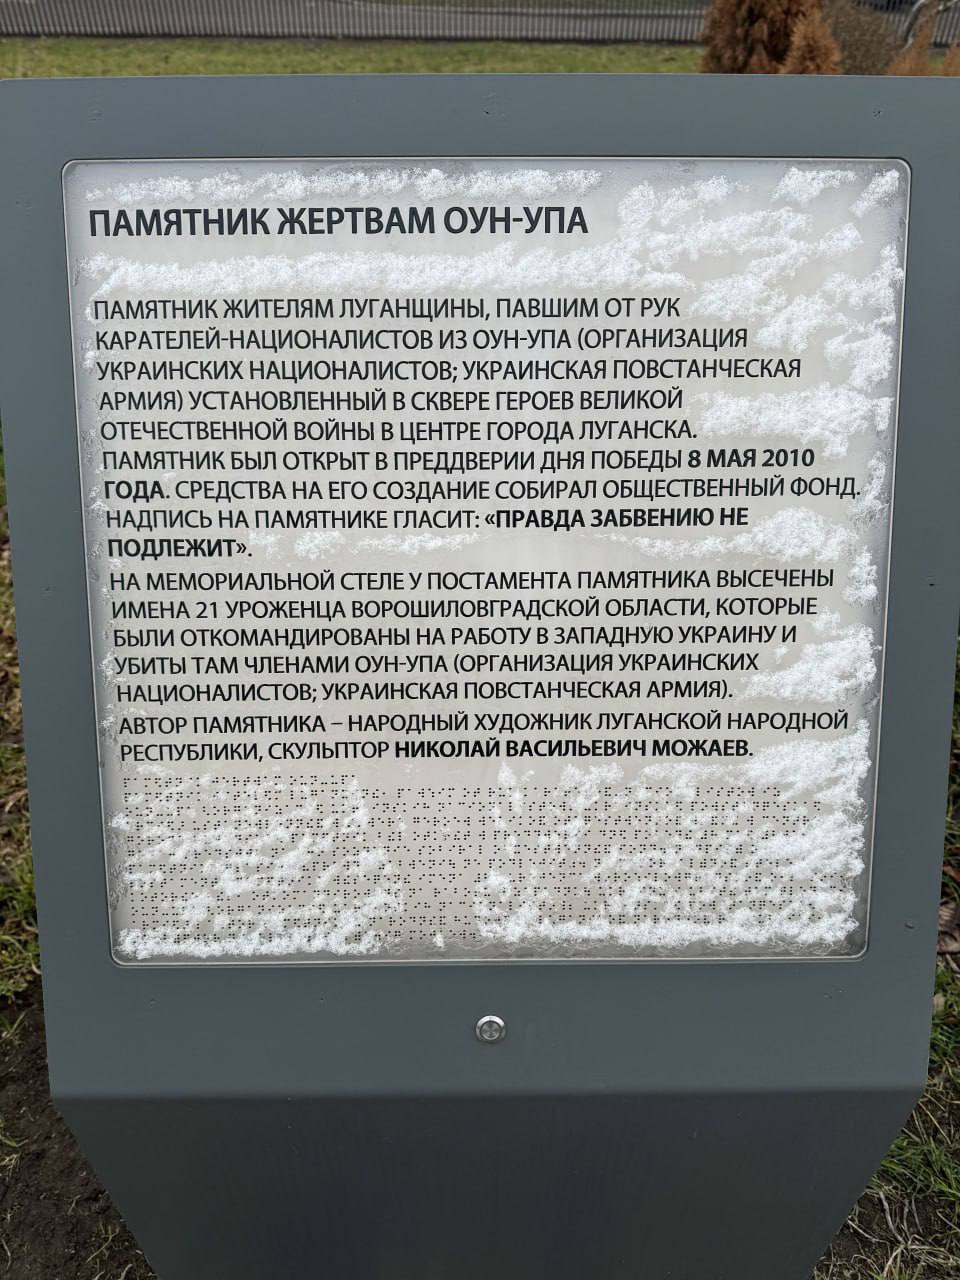 ПАМЯТНИК ЖЕРТВАМ ОУН-УПА
ПАМЯТНИК ЖИТЕЛЯМ ЛУГАНЩИНЫ, ПАВШИМ ОТ РУК
КАРАТЕЛЕЙ-НАЦИОНАЛИСТОВ ИЗ ОУН-УПА (ОРГАНИЗАЦИЯ
УКРАИНСКИХ НАЦИОНАЛИСТОВ; УКРАИНСКАЯ ПОВСТАНЧЕСКАЯ
АРМИЯ) УСТАНОВЛЕННЫЙ В СКВЕРЕ ГЕРОЕВ ВЕЛИКОЙ
ОТЕЧЕСТВЕННОЙ ВОЙНЫ В ЦЕНТРЕ ГОРОДА ЛУГАНСКА.
ПАМЯТНИК БЫЛ ОТКРЫТ В ПРЕДДВЕРИИ ДНЯ ПОБЕДЫ 8 МАЯ 2010
ГОДА. СРЕДСТВА НА ЕГО СОЗДАНИЕ СОБИРАЛ ОБЩЕСТВЕННЫЙ ФОНД.
НАДПИСЬ НА ПАМЯТНИКЕ ГЛАСИТ: «ПРАВДА ЗАБВЕНИЮ НЕ
ПОДЛЕЖИТ».
НА МЕМОРИАЛЬНОЙ СТЕЛЕ У ПОСТАМЕНТА ПАМЯТНИКА ВЫСЕЧЕНЫ
ИМЕНА 21 УРОЖЕНЦА ВОРОШИЛОВГРАДСКОЙ ОБЛАСТИ, КОТОРЫЕ
БЫЛИ ОТКОМАНДИРОВАНЫ НА РАБОТУ В ЗАПАДНУЮ УКРАИНУ И
УБИТЫ ТАМ ЧЛЕНАМИ ОУН-УПА (ОРГАНИЗАЦИЯ УКРАИНСКИХ
НАЦИОНАЛИСТОВ; УКРАИНСКАЯ ПОВСТАНЧЕСКАЯ АРМИЯ).
АВТОР ПАМЯТНИКА – НАРОДНЫЙ ХУДОЖНИК ЛУГАНСКОЙ НАРОДНОЙ
РЕСПУБЛИКИ, СКУЛЬПТОР НИКОЛАЙ ВАСИЛЬЕВИЧ МОЖАЕВ.